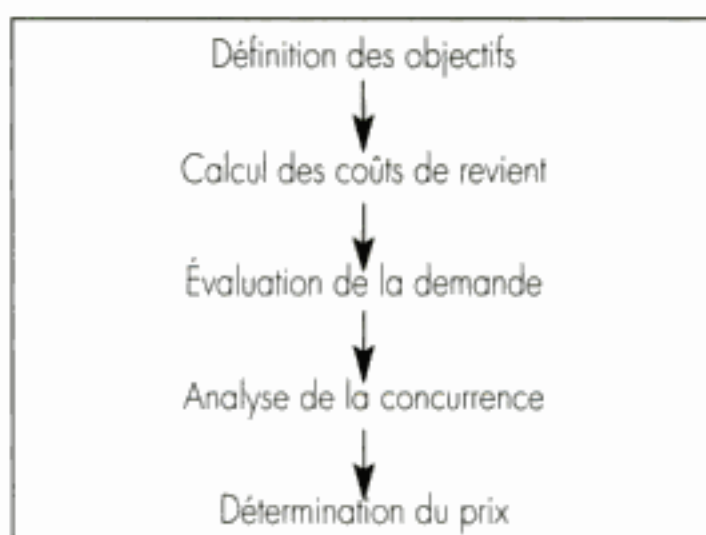 Définition des objectifs
Calcul des coûts de revient
Évaluation de la demande
Analyse de la concurrence
Détermination du prix